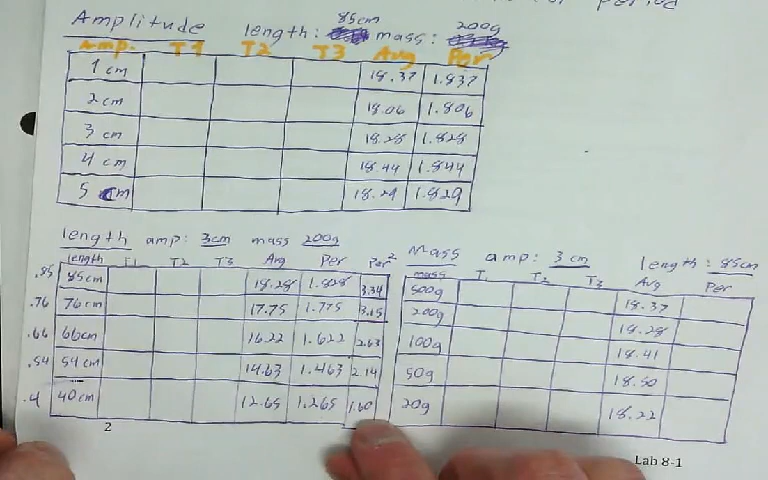 Amplitude length: 85cm mass: 200g
Amp. T1 T2 T3 Avg Per
1 cm 18.37 1.837
2 cm 18.06 1.806
3 cm 18.28 1.828
4 cm 18.44 1.844
5 cm 18.29 1.829
length amp: 3cm mass 200g
length T1 T2 T3 Avg Per Per²
.85 85cm 18.28 1.828 3.34
.76 76cm 17.75 1.775 3.15
.66 66cm 16.22 1.622 2.63
.54 54cm 14.63 1.463 2.14
.4 40cm 12.65 1.265 1.60
2
Mass amp: 3 cm length: 85cm
mass T1 T2 T3 Avg Per
500g 18.37
200g 18.28
100g 18.41
50g 18.50
20g 18.22
Lab 8-1